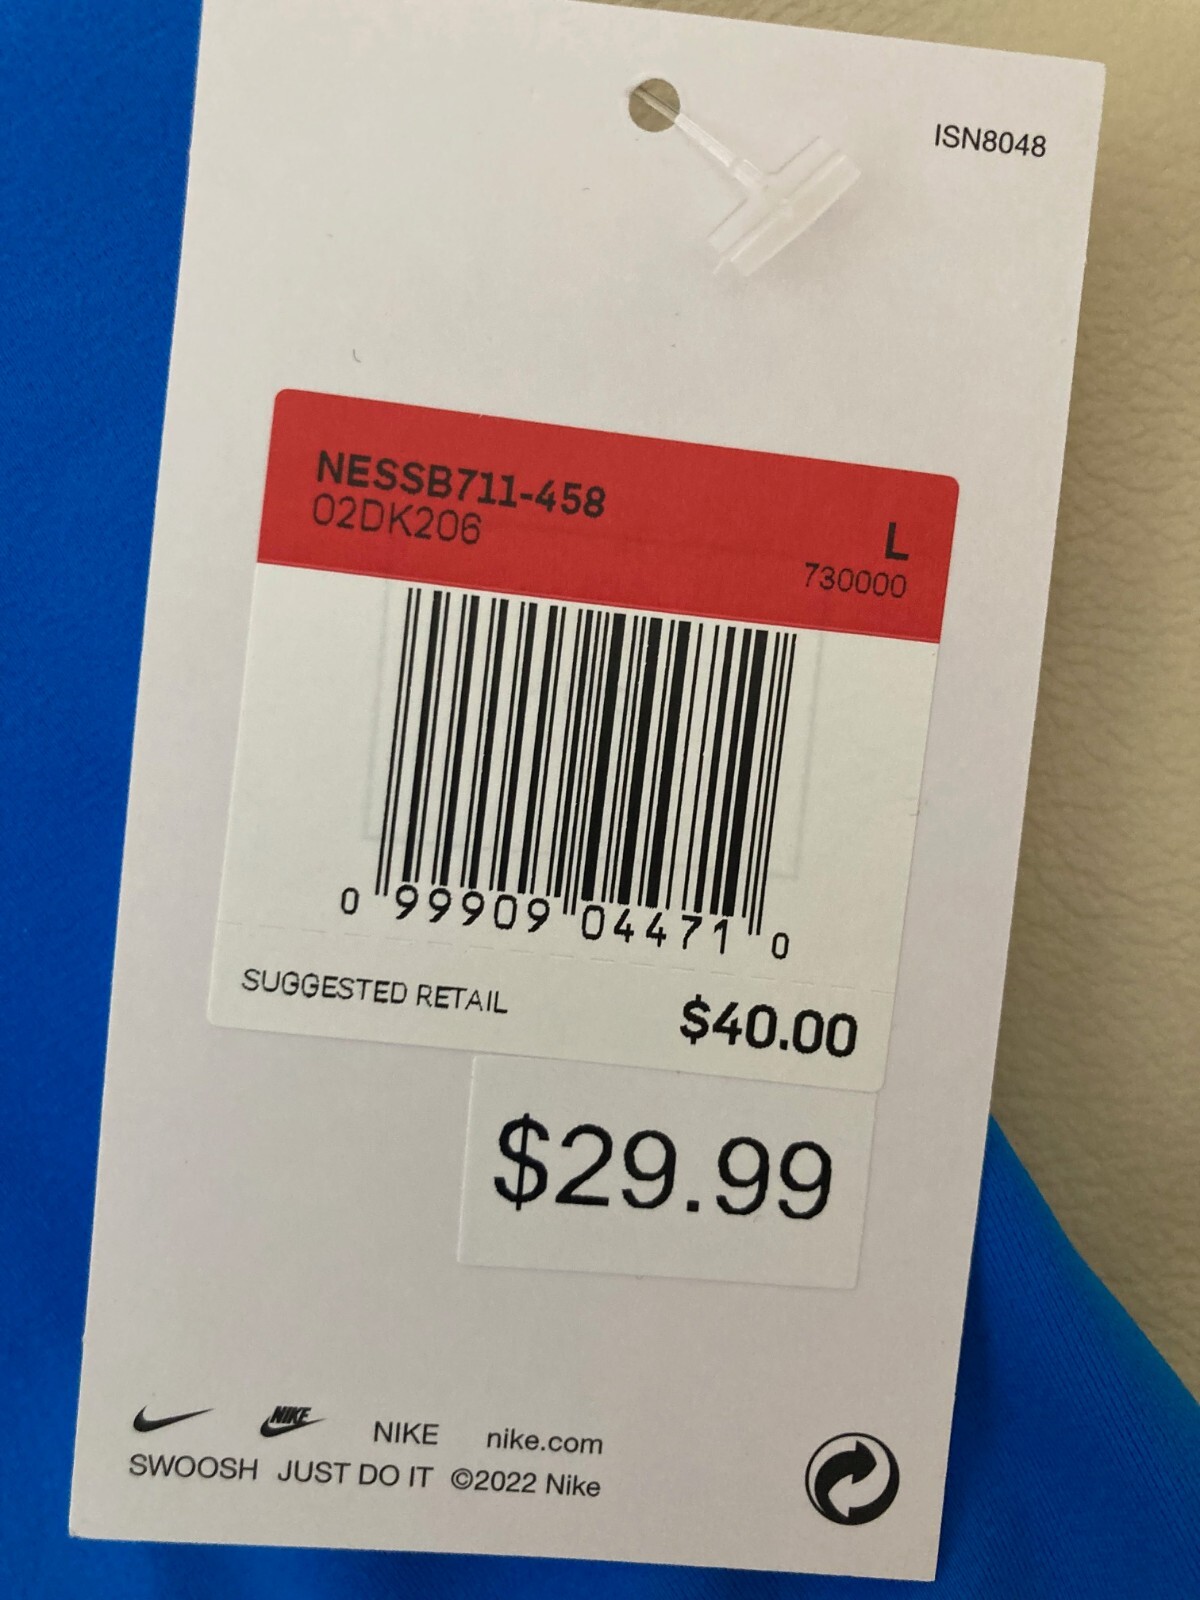 ISN8048
NESSB711-458
02DK206
L
730000
0 99909 04471 0
SUGGESTED RETAIL $40.00
$29.99
NIKE NIKE nike.com
SWOOSH JUST DO IT ©2022 Nike